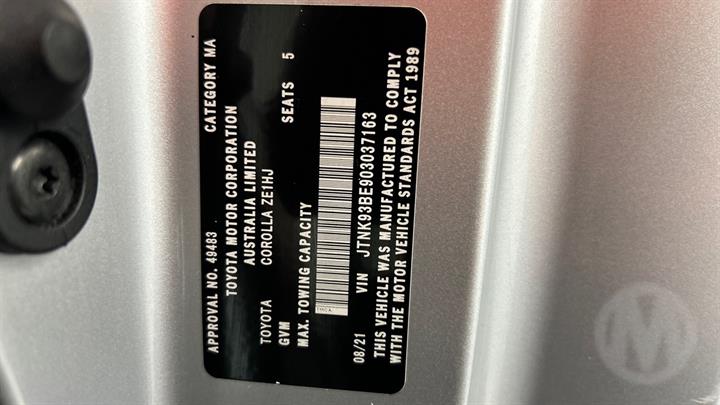 APPROVAL NO. 49483 CATEGORY MA
TOYOTA MOTOR CORPORATION
AUSTRALIA LIMITED
TOYOTA COROLLA ZE1HJ
GVM SEATS 5
MAX. TOWING CAPACITY
08/21 VIN JTNK93BE903037163
THIS VEHICLE WAS MANUFACTURED TO COMPLY
WITH THE MOTOR VEHICLE STANDARDS ACT 1989
M